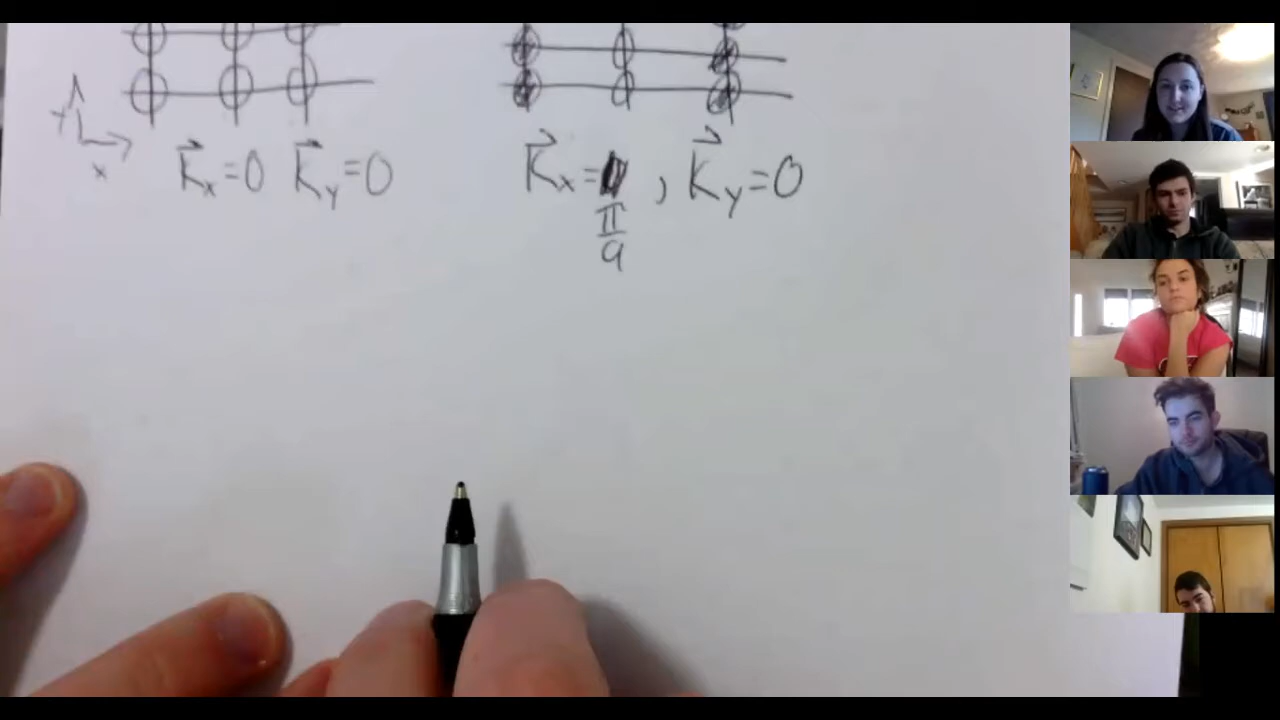 y
x
K⃗x=0 K⃗y=0
K⃗x= π/a , K⃗y=0